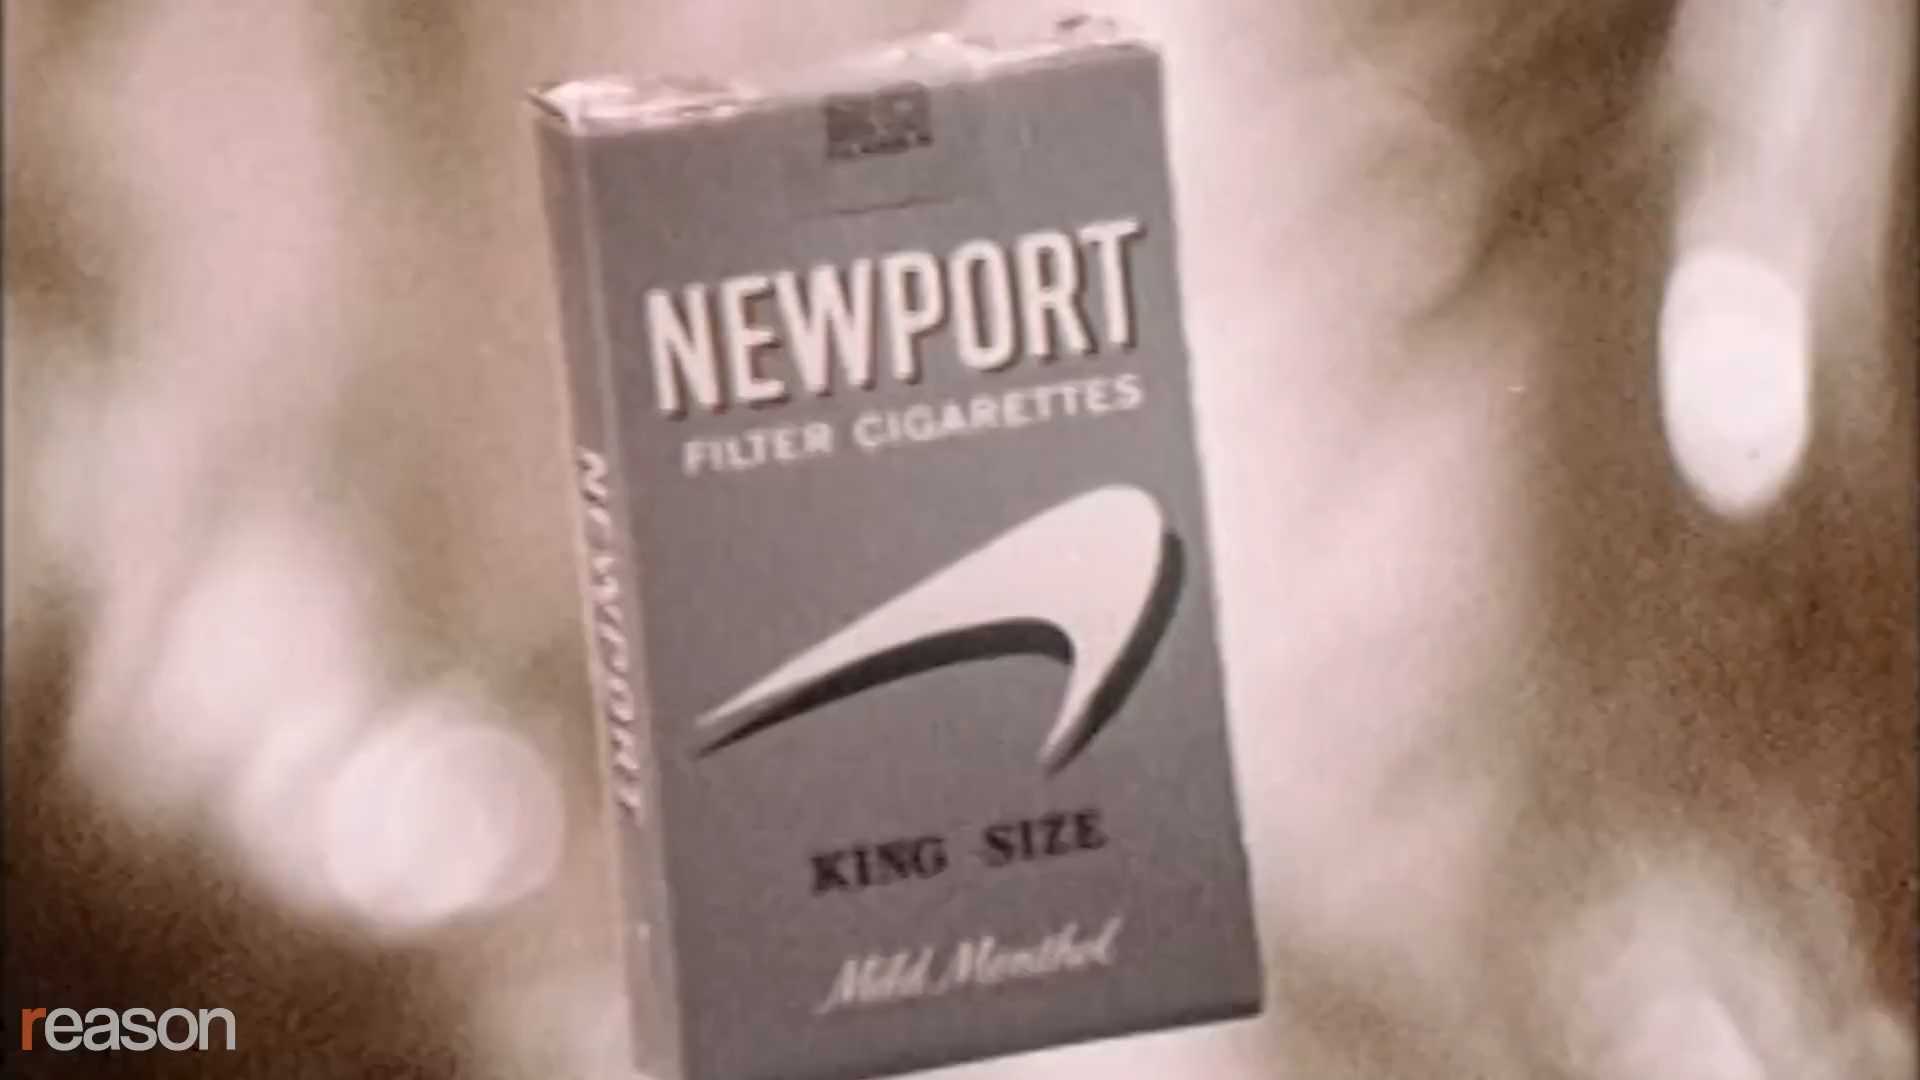 NEWPORT
FILTER CIGARETTES
NEWPORT
KING SIZE
Mild Menthol
reason